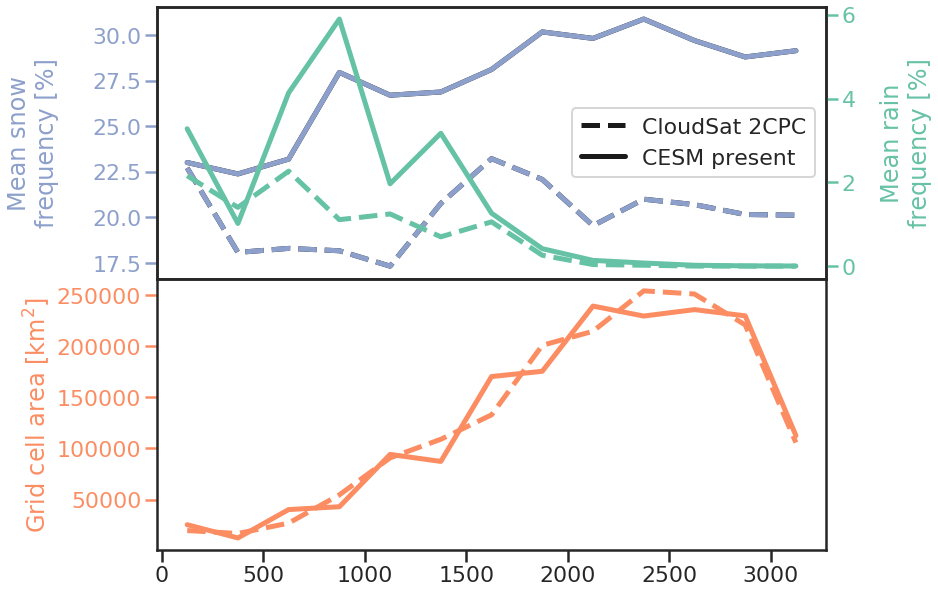 Mean snow
frequency [%]
30.0
27.5
25.0
22.5
20.0
17.5
CloudSat 2CPC
CESM present
6
4
2
0
Mean rain
frequency [%]
Grid cell area [km²]
250000
200000
150000
100000
50000
0 500 1000 1500 2000 2500 3000